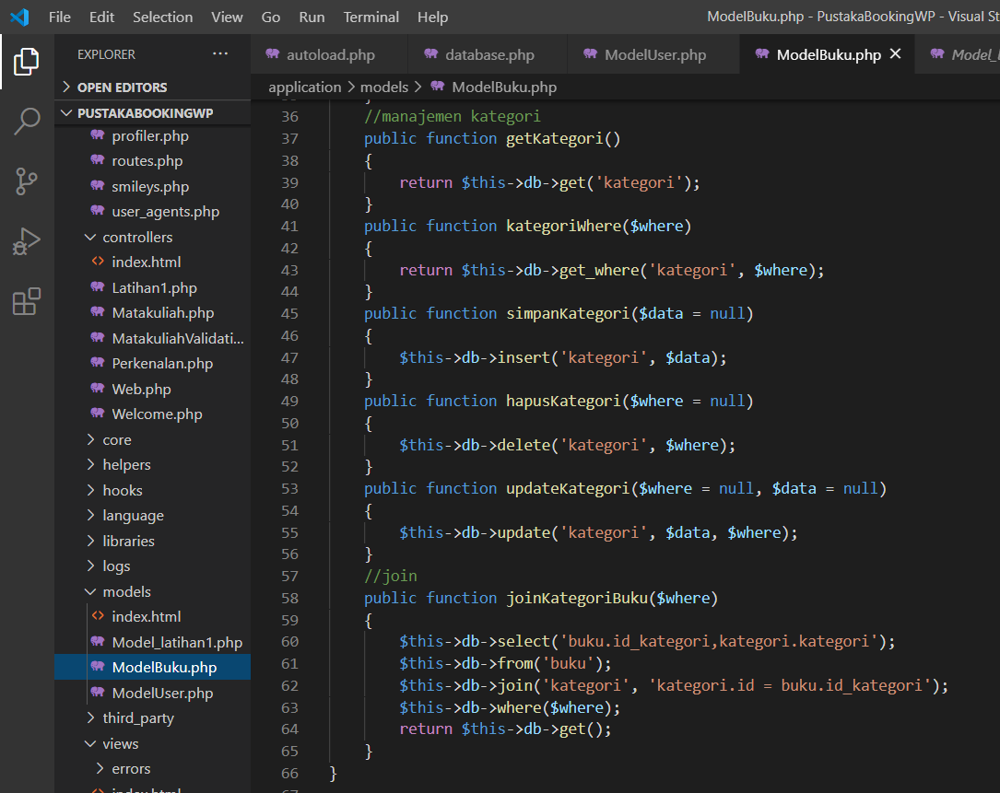 File Edit Selection View Go Run Terminal Help
ModelBuku.php - PustakaBookingWP - Visual St
EXPLORER
OPEN EDITORS
PUSTAKABOOKINGWP
profiler.php
routes.php
smileys.php
user_agents.php
controllers
index.html
Latihan1.php
Matakuliah.php
MatakuliahValidati...
Perkenalan.php
Web.php
Welcome.php
core
helpers
hooks
language
libraries
logs
models
index.html
Model_latihan1.php
ModelBuku.php
ModelUser.php
third_party
views
errors
index.html
autoload.php database.php ModelUser.php ModelBuku.php Model_
application > models > ModelBuku.php
36 //manajemen kategori
37 public function getKategori()
38 {
39 return $this->db->get('kategori');
40 }
41 public function kategoriWhere($where)
42 {
43 return $this->db->get_where('kategori', $where);
44 }
45 public function simpanKategori($data = null)
46 {
47 $this->db->insert('kategori', $data);
48 }
49 public function hapusKategori($where = null)
50 {
51 $this->db->delete('kategori', $where);
52 }
53 public function updateKategori($where = null, $data = null)
54 {
55 $this->db->update('kategori', $data, $where);
56 }
57 //join
58 public function joinKategoriBuku($where)
59 {
60 $this->db->select('buku.id_kategori,kategori.kategori');
61 $this->db->from('buku');
62 $this->db->join('kategori', 'kategori.id = buku.id_kategori');
63 $this->db->where($where);
64 return $this->db->get();
65 }
66 }